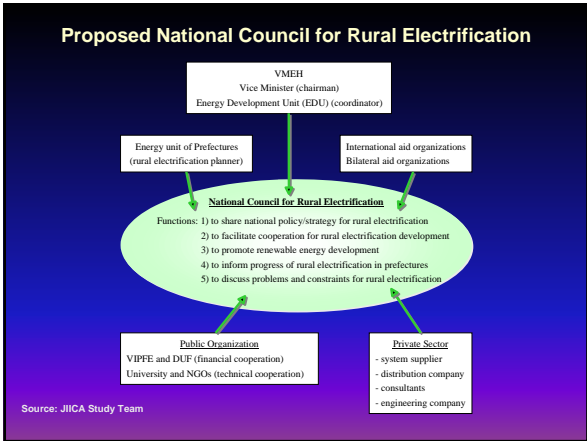 Proposed National Council for Rural Electrification
VMEH
Vice Minister (chairman)
Energy Development Unit (EDU) (coordinator)
Energy unit of Prefectures
(rural electrification planner)
International aid organizations
Bilateral aid organizations
National Council for Rural Electrification
Functions: 1) to share national policy/strategy for rural electrification
2) to facilitate cooperation for rural electrification development
3) to promote renewable energy development
4) to inform progress of rural electrification in prefectures
5) to discuss problems and constraints for rural electrification
Public Organization
VIPFE and DUF (financial cooperation)
University and NGOs (technical cooperation)
Private Sector
- system supplier
- distribution company
- consultants
- engineering company
Source: JIICA Study Team